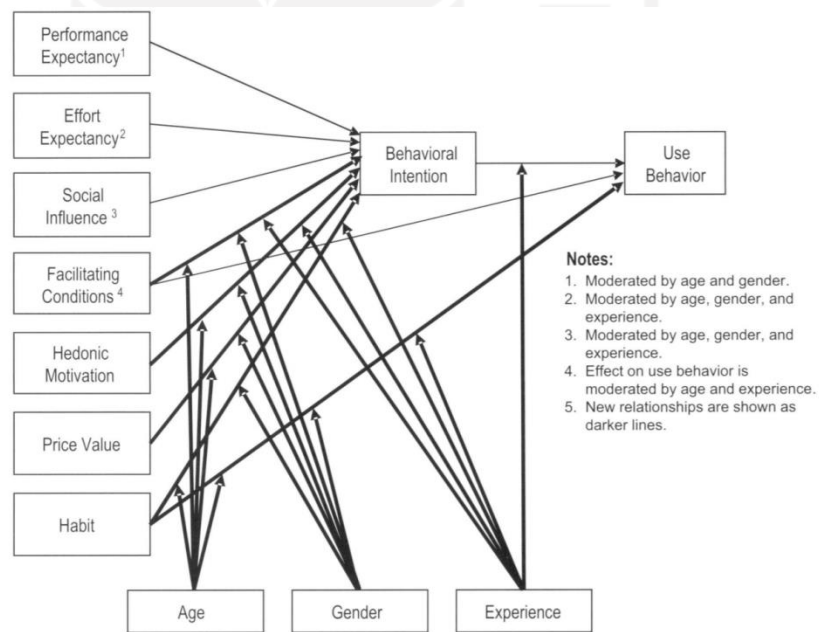 Performance
Expectancy¹
Effort
Expectancy²
Social
Influence ³
Facilitating
Conditions ⁴
Hedonic
Motivation
Price Value
Habit
Behavioral
Intention
Use
Behavior
Notes:
1. Moderated by age and gender.
2. Moderated by age, gender, and
experience.
3. Moderated by age, gender, and
experience.
4. Effect on use behavior is
moderated by age and experience.
5. New relationships are shown as
darker lines.
Age
Gender
Experience